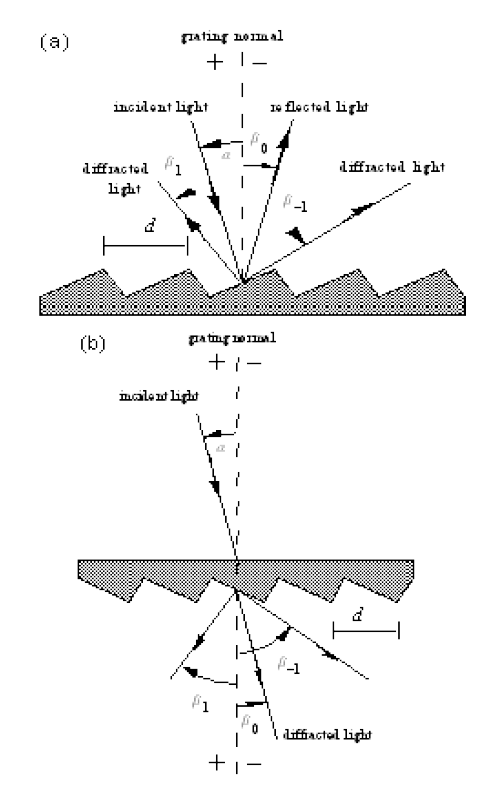 (a)
grating normal
+ −
incident light
reflected light
α
β0
β1
diffracted
light
diffracted light
β−1
d
(b)
grating normal
+ −
incident light
α
d
β−1
β1
β0
diffracted light
+ −